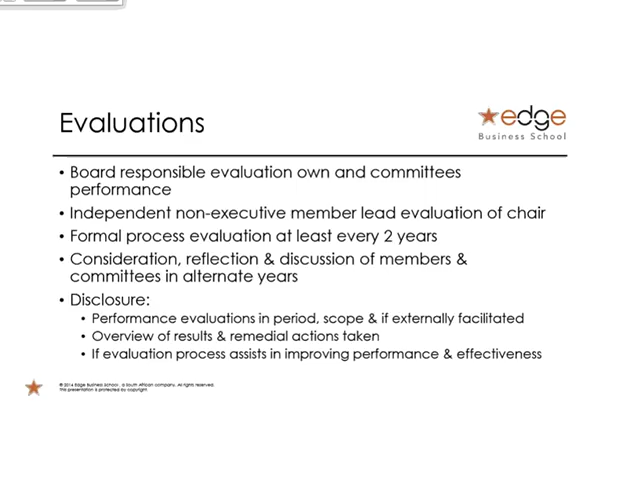 Evaluations
edge
Business School
• Board responsible evaluation own and committees
performance
• Independent non-executive member lead evaluation of chair
• Formal process evaluation at least every 2 years
• Consideration, reflection & discussion of members &
committees in alternate years
• Disclosure:
• Performance evaluations in period, scope & if externally facilitated
• Overview of results & remedial actions taken
• If evaluation process assists in improving performance & effectiveness
© 2016 Edge Business School, a South African company. All rights reserved.
This presentation is protected by copyright.